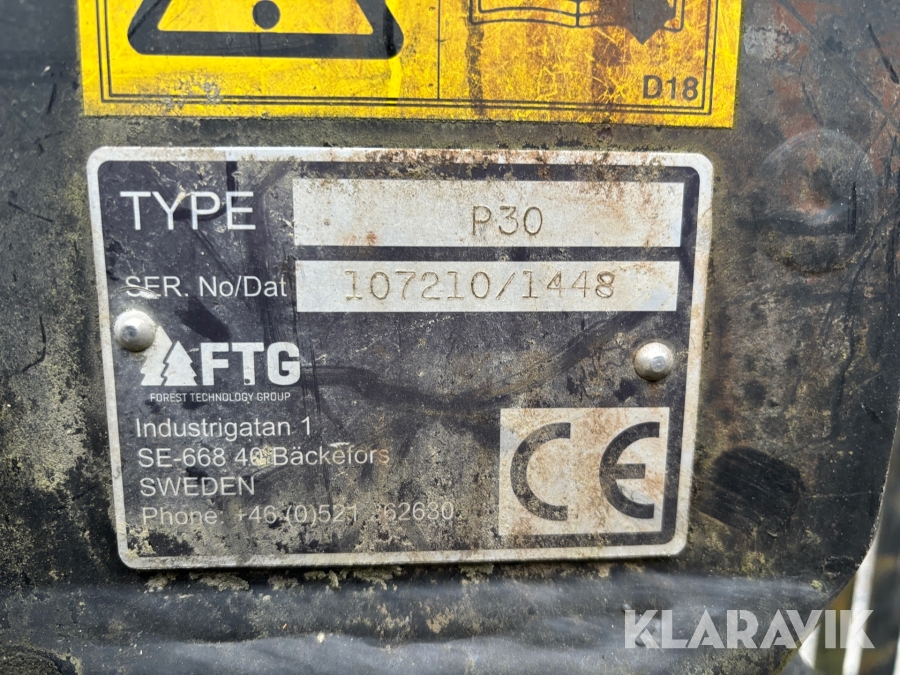 D18
TYPE P30
SER. No/Dat 107210/1448
FTG
FOREST TECHNOLOGY GROUP
Industrigatan 1
SE-668 40 Bäckefors
SWEDEN
Phone: +46 (0)521
CE
KLARAVIK